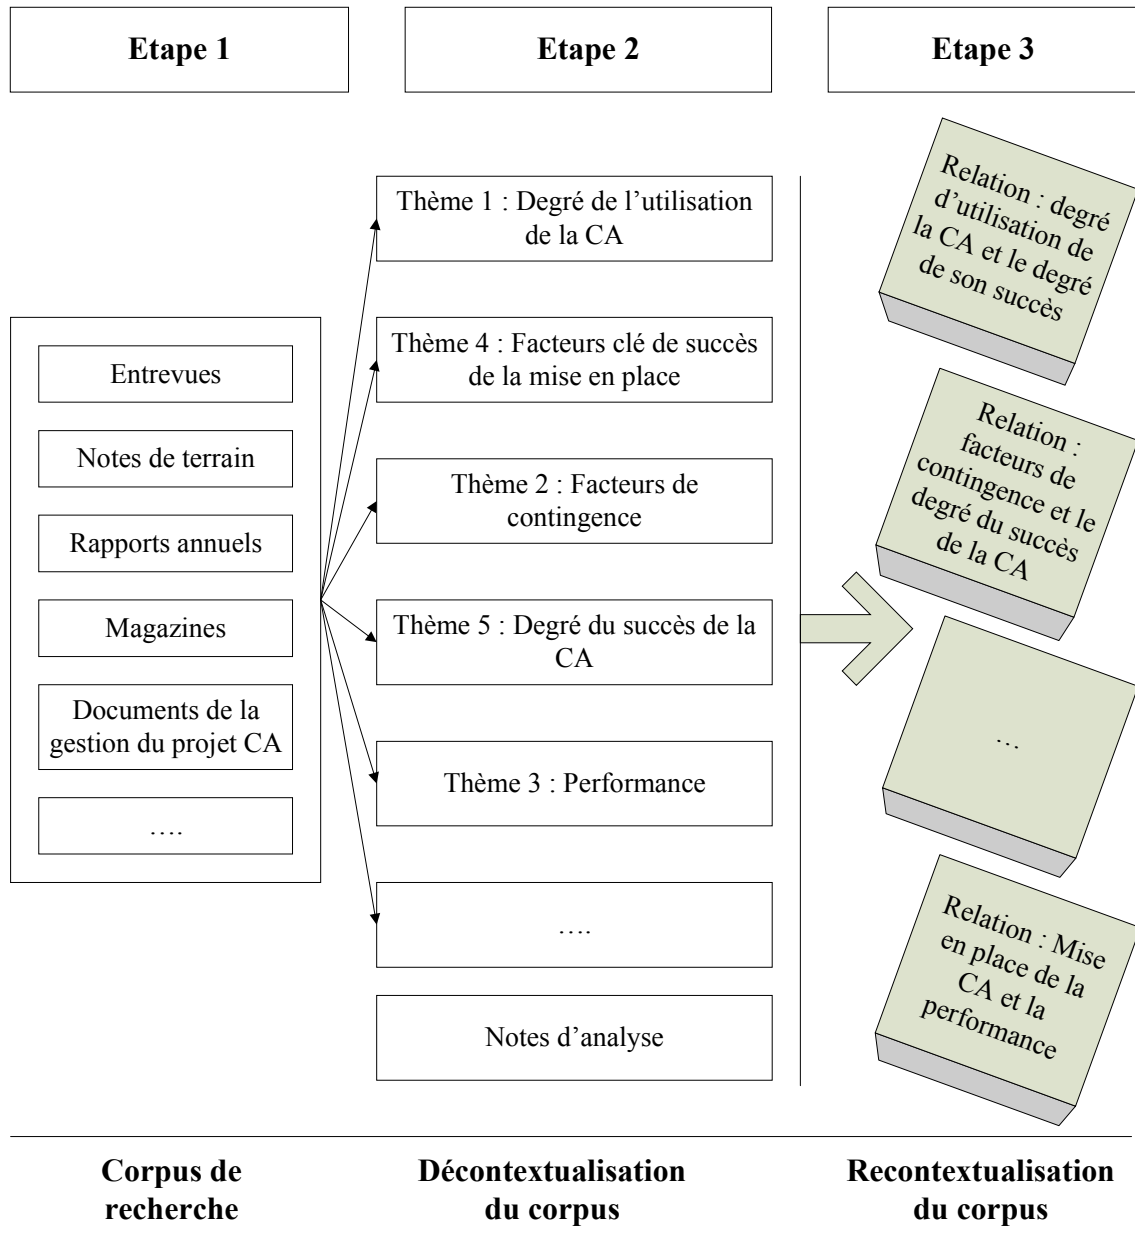 Etape 1
Etape 2
Etape 3
Entrevues
Notes de terrain
Rapports annuels
Magazines
Documents de la
gestion du projet CA
….
Thème 1 : Degré de l’utilisation
de la CA
Thème 4 : Facteurs clé de succès
de la mise en place
Thème 2 : Facteurs de
contingence
Thème 5 : Degré du succès de la
CA
Thème 3 : Performance
….
Notes d’analyse
Relation : degré
d’utilisation de
la CA et le degré
de son succès
Relation :
facteurs de
contingence et le
degré du succès
de la CA
…
Relation : Mise
en place de la
CA et la
performance
Corpus de
recherche
Décontextualisation
du corpus
Recontextualisation
du corpus